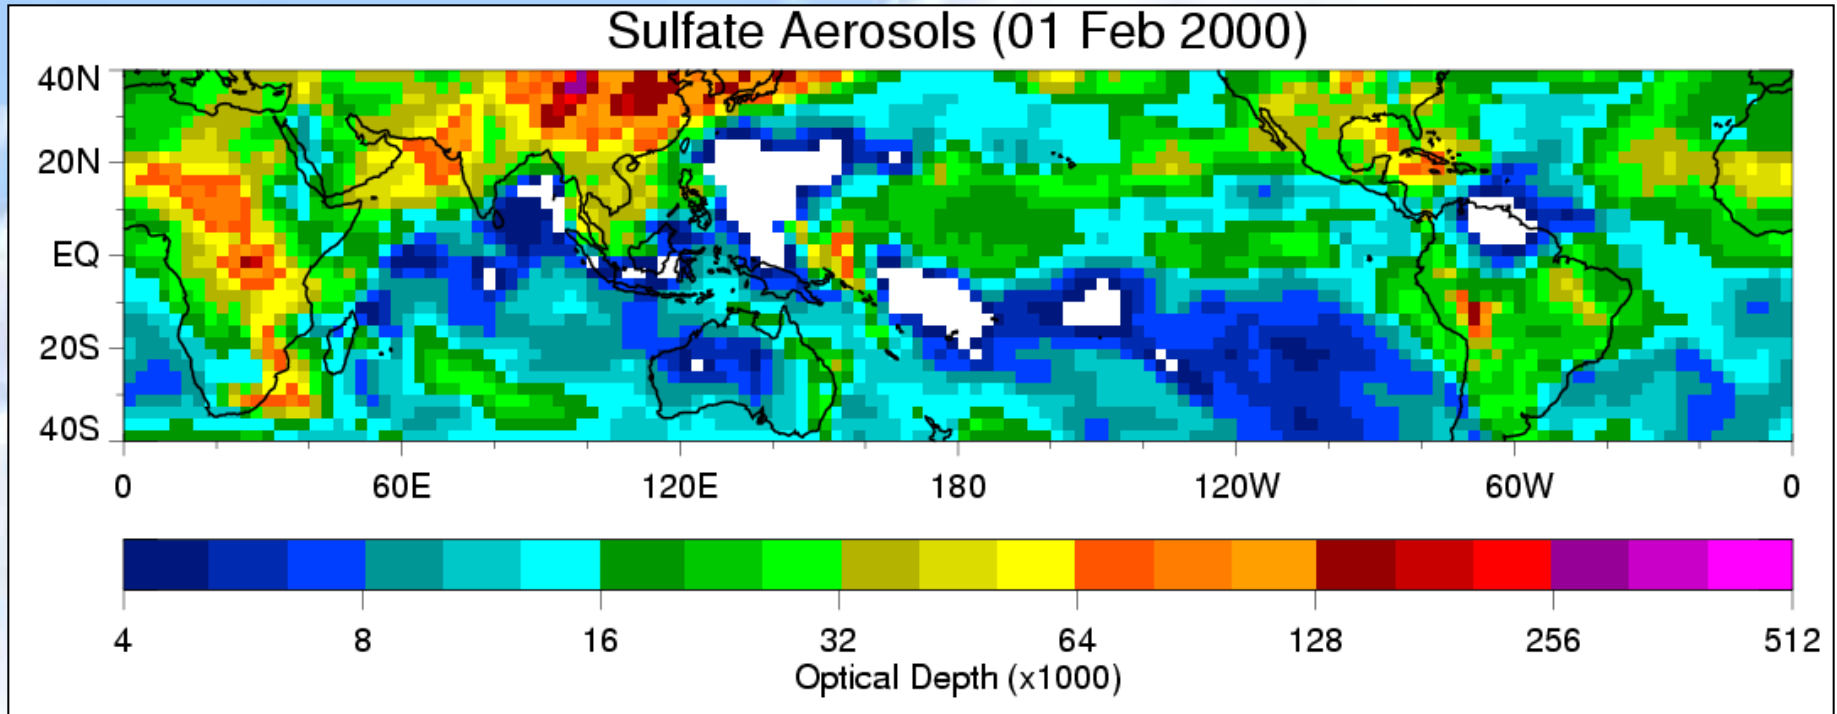 Sulfate Aerosols (01 Feb 2000)
40N
20N
EQ
20S
40S
0 60E 120E 180 120W 60W 0
4 8 16 32 64 128 256 512
Optical Depth (x1000)